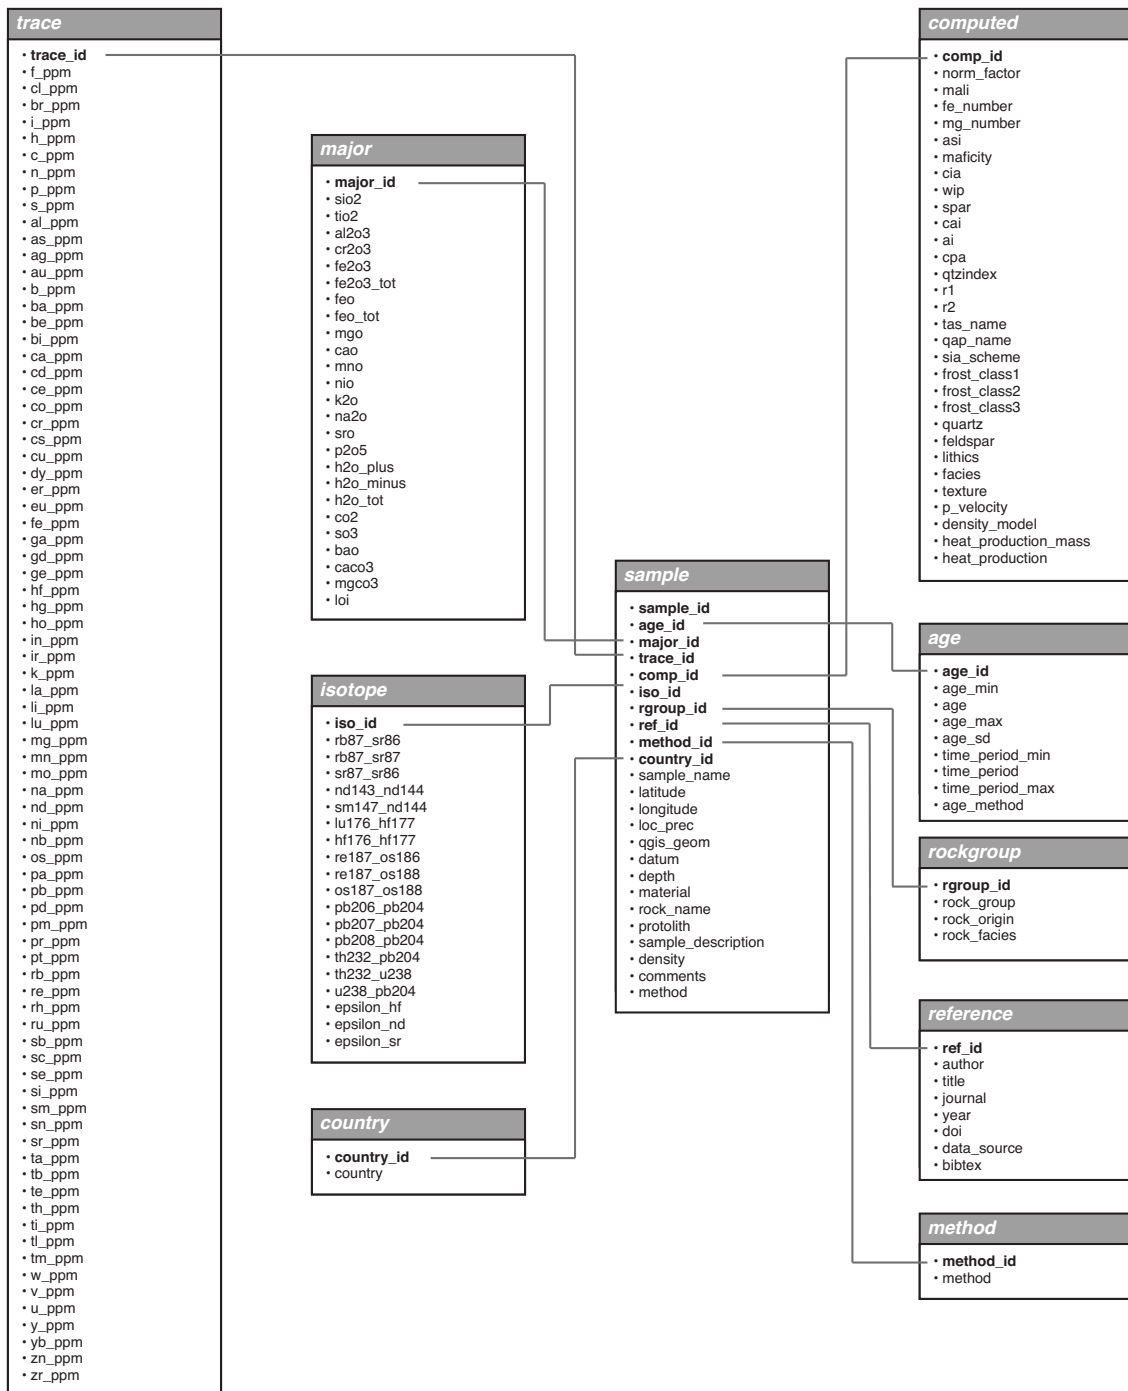 trace
• trace_id
• f_ppm
• cl_ppm
• br_ppm
• i_ppm
• h_ppm
• c_ppm
• n_ppm
• p_ppm
• s_ppm
• al_ppm
• as_ppm
• ag_ppm
• au_ppm
• b_ppm
• ba_ppm
• be_ppm
• bi_ppm
• ca_ppm
• cd_ppm
• ce_ppm
• co_ppm
• cr_ppm
• cs_ppm
• cu_ppm
• dy_ppm
• er_ppm
• eu_ppm
• fe_ppm
• ga_ppm
• gd_ppm
• ge_ppm
• hf_ppm
• hg_ppm
• ho_ppm
• in_ppm
• ir_ppm
• k_ppm
• la_ppm
• li_ppm
• lu_ppm
• mg_ppm
• mn_ppm
• mo_ppm
• na_ppm
• nd_ppm
• ni_ppm
• nb_ppm
• os_ppm
• pa_ppm
• pb_ppm
• pd_ppm
• pm_ppm
• pr_ppm
• pt_ppm
• rb_ppm
• re_ppm
• rh_ppm
• ru_ppm
• sb_ppm
• sc_ppm
• se_ppm
• si_ppm
• sm_ppm
• sn_ppm
• sr_ppm
• ta_ppm
• tb_ppm
• te_ppm
• th_ppm
• ti_ppm
• tl_ppm
• tm_ppm
• w_ppm
• v_ppm
• u_ppm
• y_ppm
• yb_ppm
• zn_ppm
• zr_ppm
major
• major_id
• sio2
• tio2
• al2o3
• cr2o3
• fe2o3
• fe2o3_tot
• feo
• feo_tot
• mgo
• cao
• mno
• nio
• k2o
• na2o
• sro
• p2o5
• h2o_plus
• h2o_minus
• h2o_tot
• co2
• so3
• bao
• caco3
• mgco3
• loi
isotope
• iso_id
• rb87_sr86
• rb87_sr87
• sr87_sr86
• nd143_nd144
• sm147_nd144
• lu176_hf177
• hf176_hf177
• re187_os186
• re187_os188
• os187_os188
• pb206_pb204
• pb207_pb204
• pb208_pb204
• th232_pb204
• th232_u238
• u238_pb204
• epsilon_hf
• epsilon_nd
• epsilon_sr
country
• country_id
• country
sample
• sample_id
• age_id
• major_id
• trace_id
• comp_id
• iso_id
• rgroup_id
• ref_id
• method_id
• country_id
• sample_name
• latitude
• longitude
• loc_prec
• qgis_geom
• datum
• depth
• material
• rock_name
• protolith
• sample_description
• density
• comments
• method
computed
• comp_id
• norm_factor
• mali
• fe_number
• mg_number
• asi
• maficity
• cia
• wip
• spar
• cai
• ai
• cpa
• qtzindex
• r1
• r2
• tas_name
• qap_name
• sia_scheme
• frost_class1
• frost_class2
• frost_class3
• quartz
• feldspar
• lithics
• facies
• texture
• p_velocity
• density_model
• heat_production_mass
• heat_production
age
• age_id
• age_min
• age
• age_max
• age_sd
• time_period_min
• time_period
• time_period_max
• age_method
rockgroup
• rgroup_id
• rock_group
• rock_origin
• rock_facies
reference
• ref_id
• author
• title
• journal
• year
• doi
• data_source
• bibtex
method
• method_id
• method